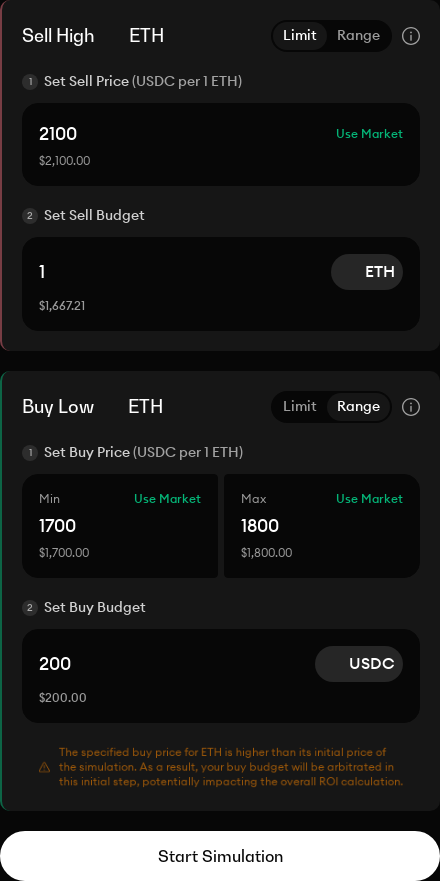 Sell High ETH Limit Range
1 Set Sell Price (USDC per 1 ETH)
2100 Use Market
$2,100.00
2 Set Sell Budget
1 ETH
$1,667.21
Buy Low ETH Limit Range
1 Set Buy Price (USDC per 1 ETH)
Min Use Market Max Use Market
1700 1800
$1,700.00 $1,800.00
2 Set Buy Budget
200 USDC
$200.00
The specified buy price for ETH is higher than its initial price of
the simulation. As a result, your buy budget will be arbitrated in
this initial step, potentially impacting the overall ROI calculation.
Start Simulation